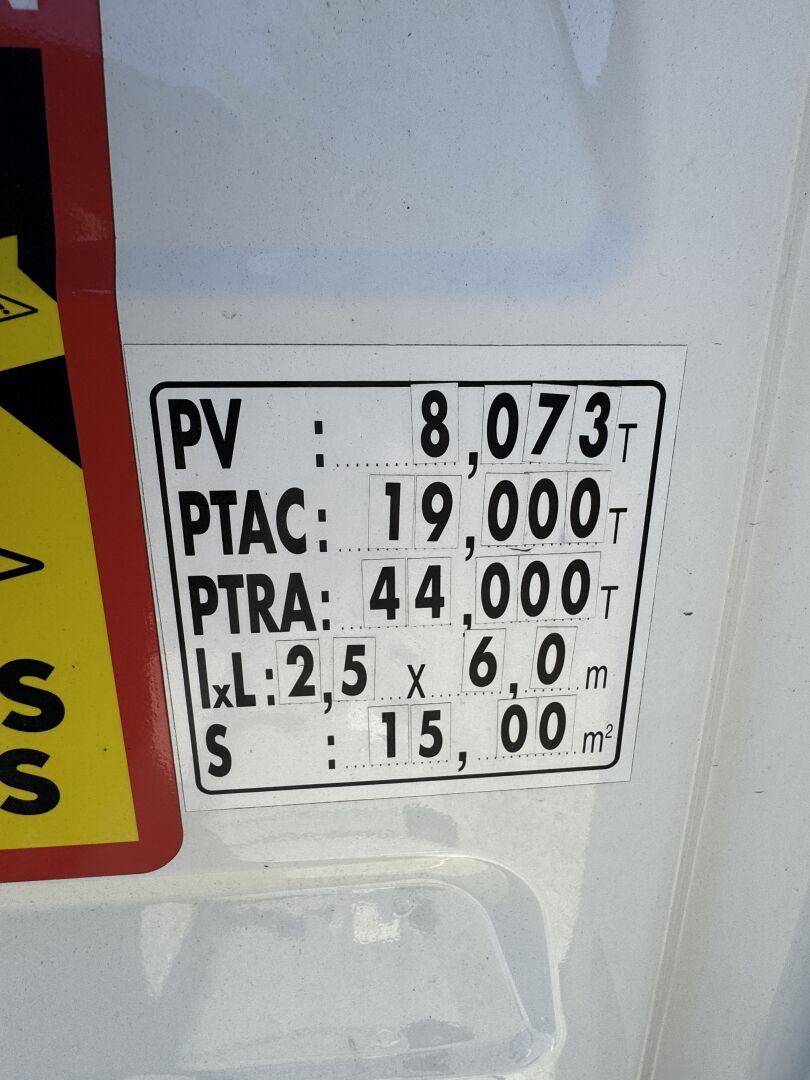 PV : 8,073 T
PTAC: 19,000 T
PTRA: 44,000 T
lxL: 2,5 x 6,0 m
S : 15,00 m²
S
S